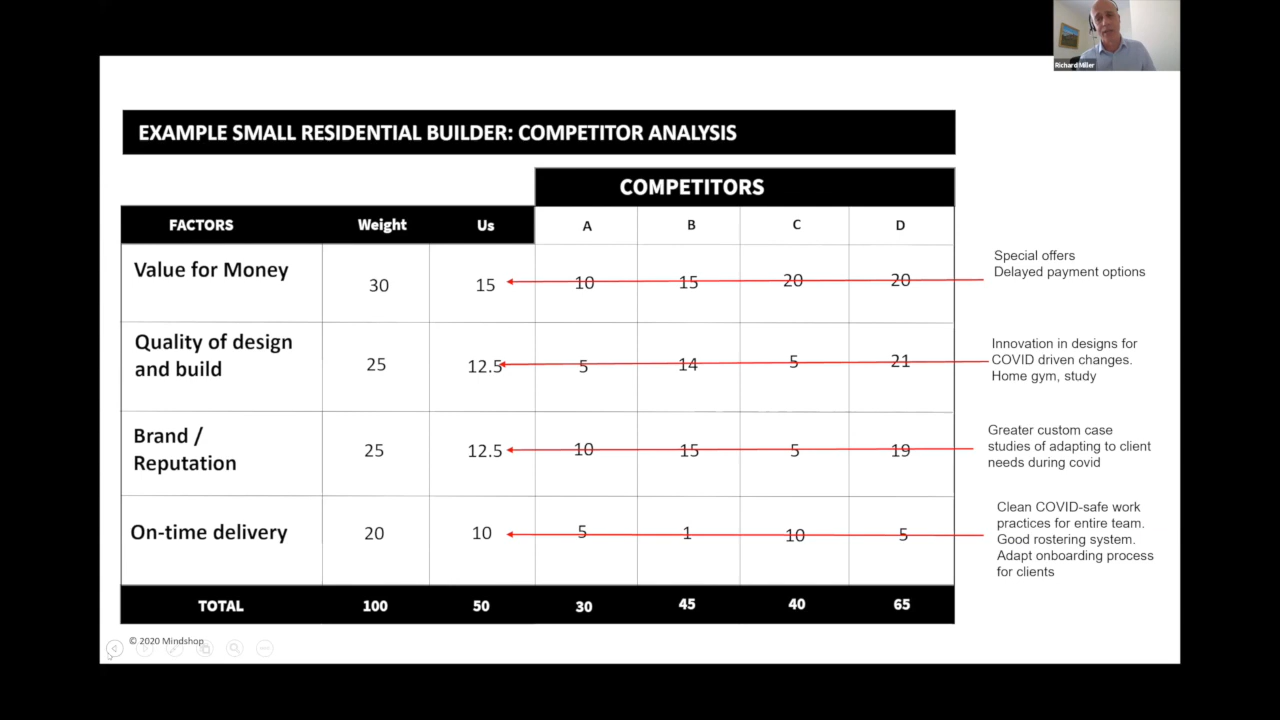 Richard Miller
EXAMPLE SMALL RESIDENTIAL BUILDER: COMPETITOR ANALYSIS
COMPETITORS
FACTORS Weight Us A B C D
Value for Money 30 15 10 15 20 20
Special offers
Delayed payment options
Quality of design
and build
25 12.5 5 14 5 21
Innovation in designs for
COVID driven changes.
Home gym, study
Brand /
Reputation
25 12.5 10 15 5 19
Greater custom case
studies of adapting to client
needs during covid
On-time delivery 20 10 5 1 10 5
Clean COVID-safe work
practices for entire team.
Good rostering system.
Adapt onboarding process
for clients
TOTAL 100 50 30 45 40 65
© 2020 Mindshop